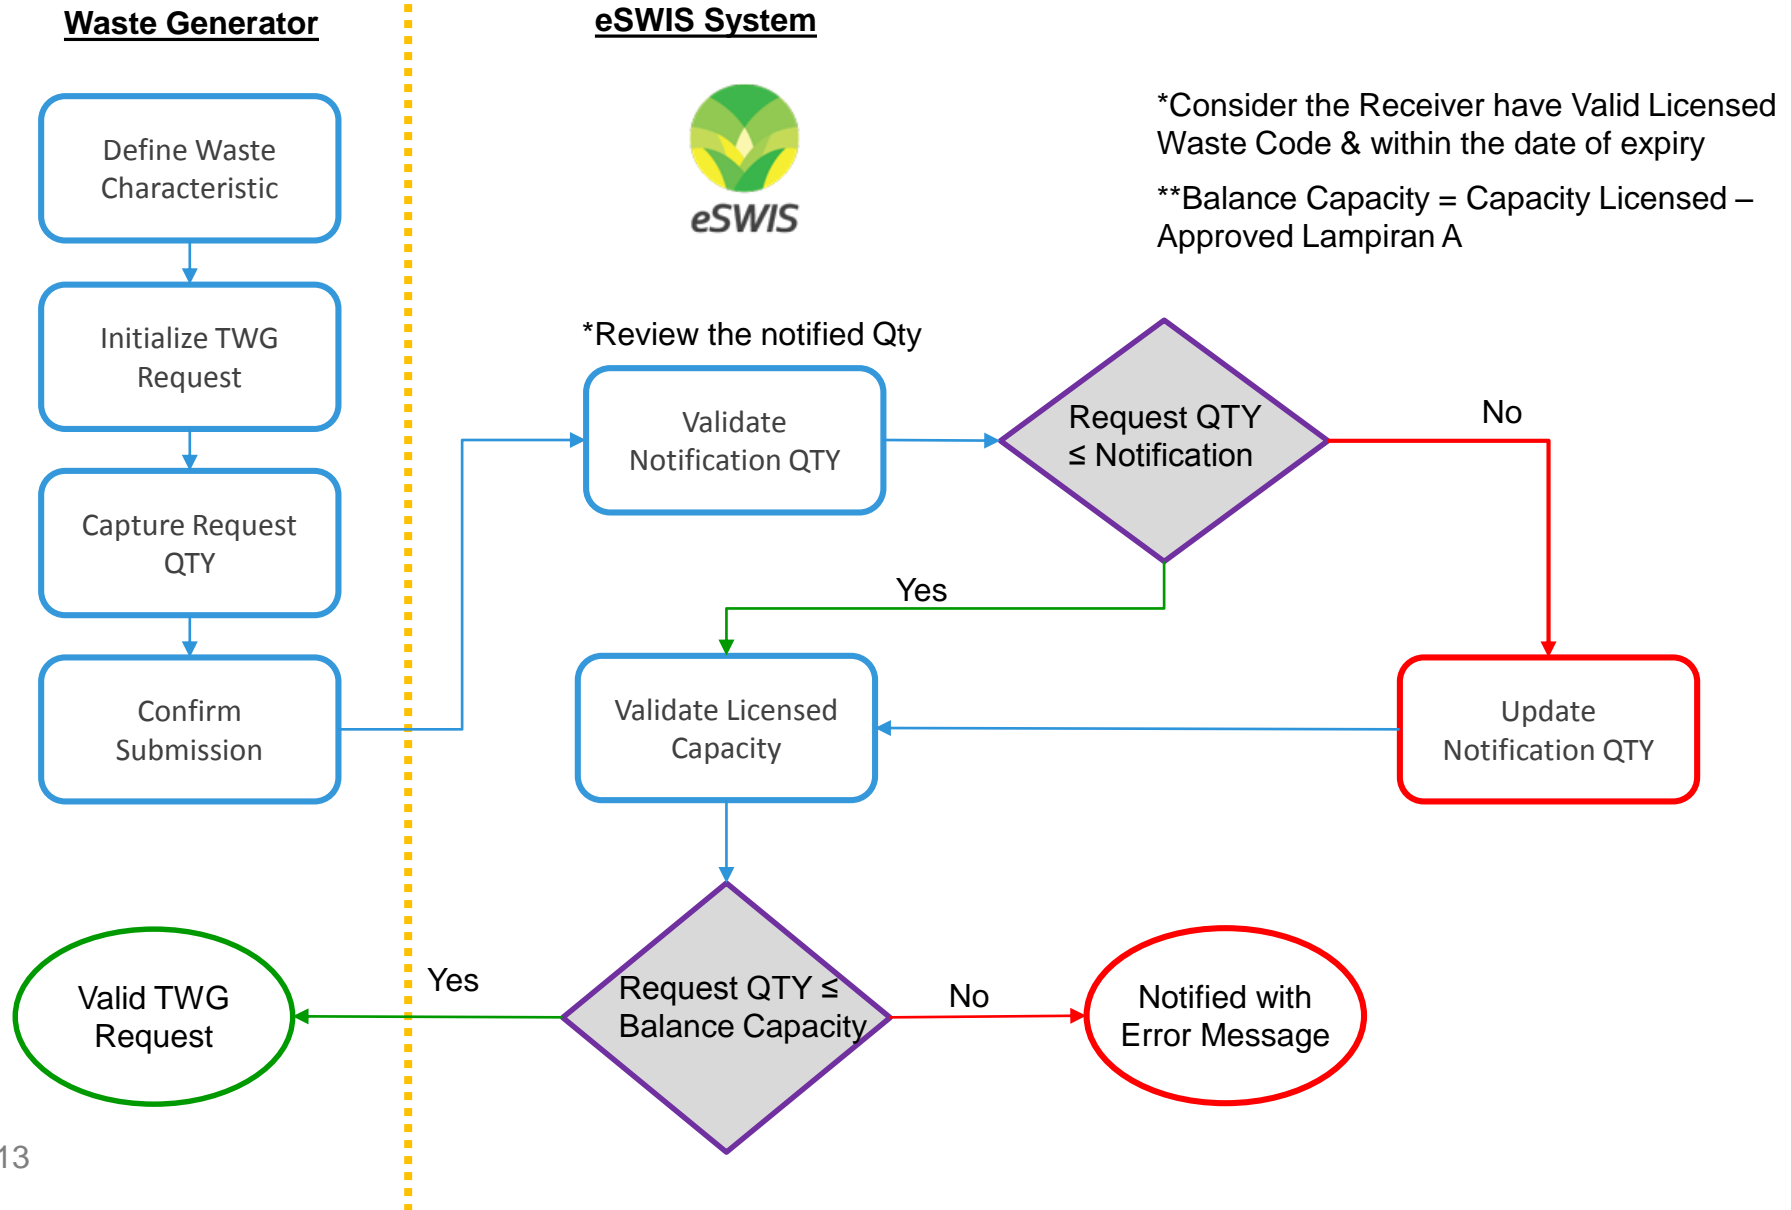 Waste Generator
eSWIS System
eSWIS
*Consider the Receiver have Valid Licensed
Waste Code & within the date of expiry
**Balance Capacity = Capacity Licensed –
Approved Lampiran A
Define Waste
Characteristic
Initialize TWG
Request
Capture Request
QTY
Confirm
Submission
*Review the notified Qty
Validate
Notification QTY
Request QTY
≤ Notification
No
Yes
Validate Licensed
Capacity
Update
Notification QTY
Request QTY ≤
Balance Capacity
Yes
No
Valid TWG
Request
Notified with
Error Message
13